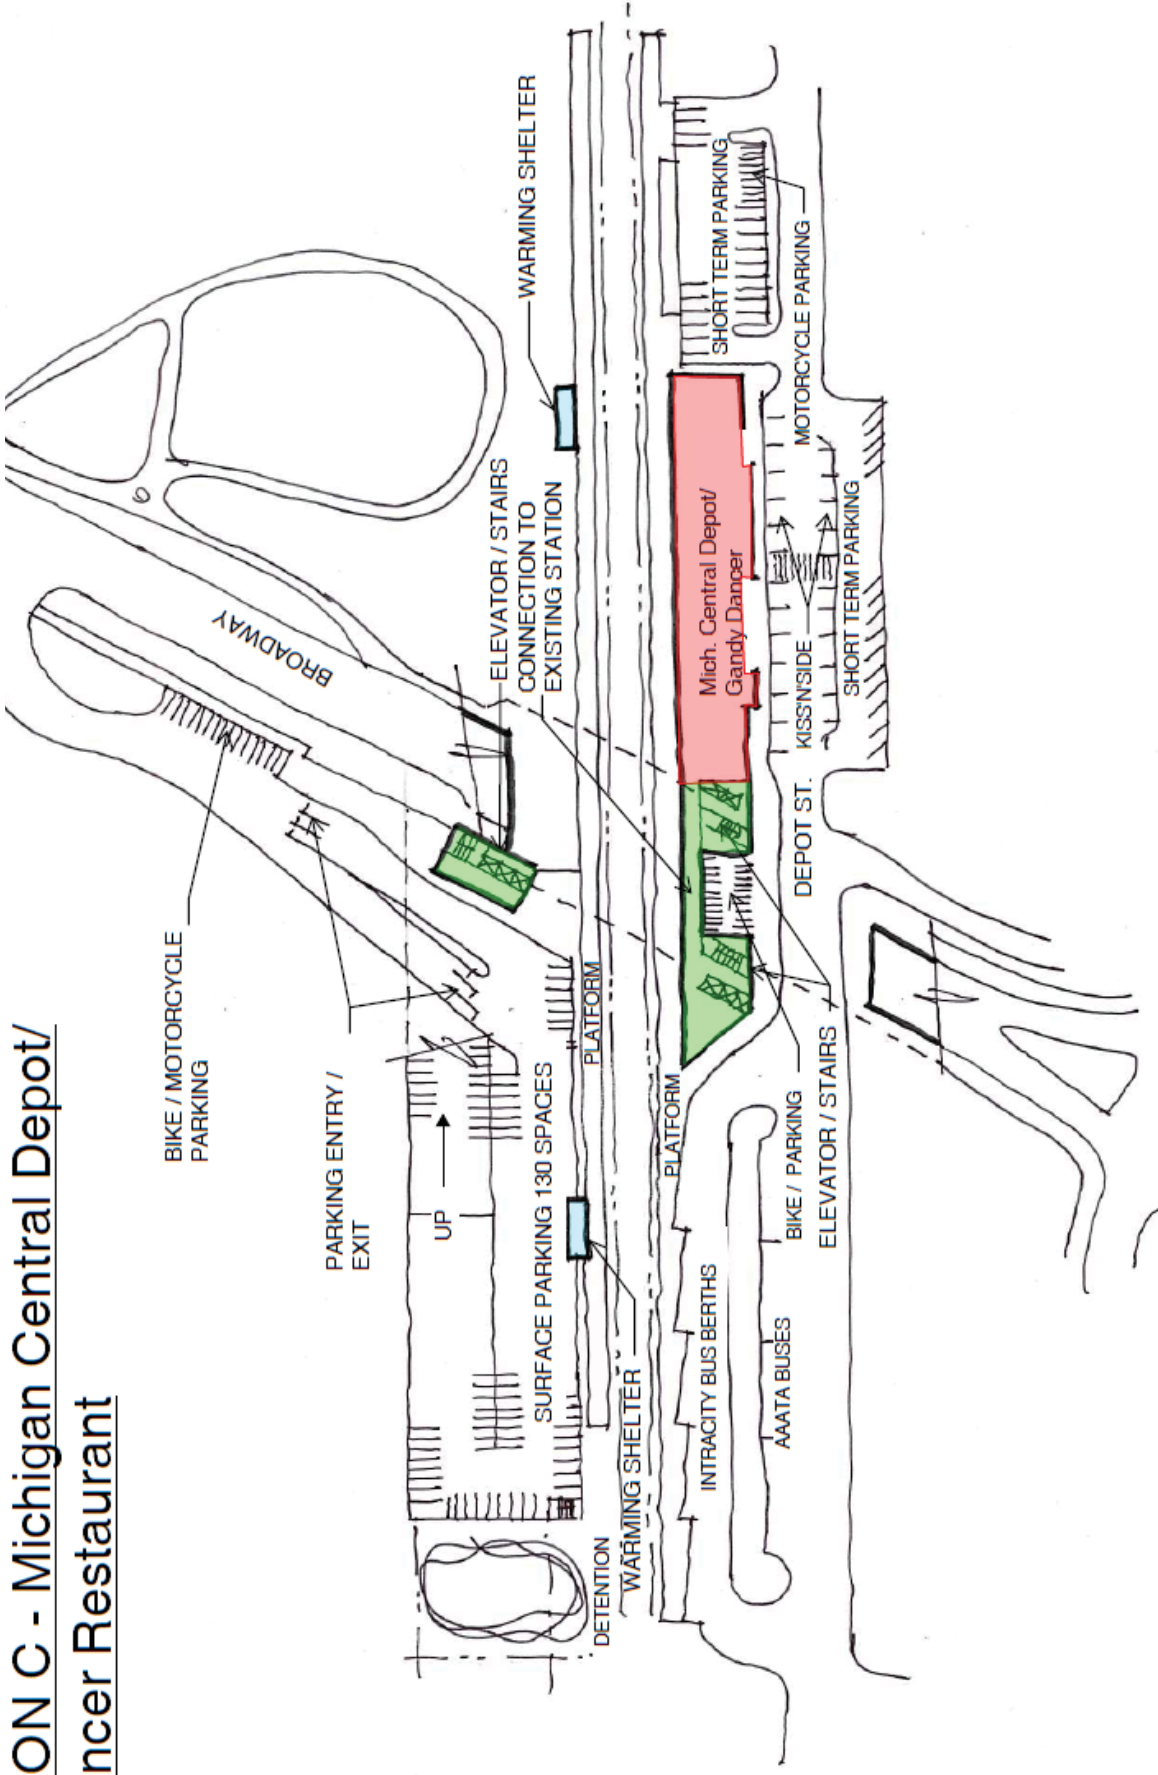 ON C - Michigan Central Depot/
ncer Restaurant
BIKE / MOTORCYCLE
PARKING
BROADWAY
PARKING ENTRY /
EXIT
UP
ELEVATOR / STAIRS
CONNECTION TO
EXISTING STATION
WARMING SHELTER
SURFACE PARKING 130 SPACES
PLATFORM
DETENTION
WARMING SHELTER
PLATFORM
Mich. Central Depot/
Gandy Dancer
SHORT TERM PARKING
INTRACITY BUS BERTHS
AAATA BUSES
BIKE / PARKING
ELEVATOR / STAIRS
DEPOT ST.
KISS'N'SIDE
MOTORCYCLE PARKING
SHORT TERM PARKING